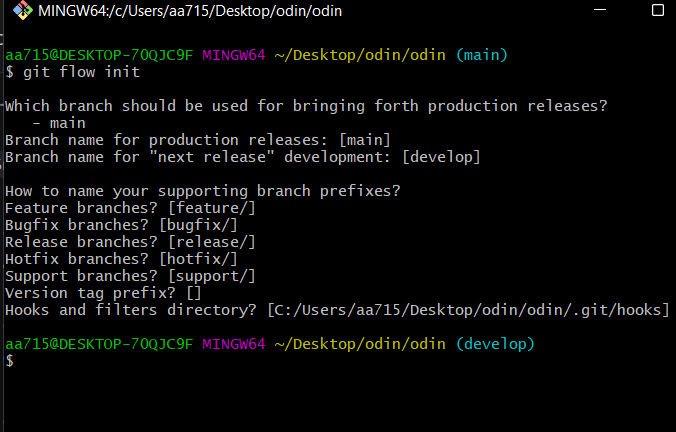 MINGW64:/c/Users/aa715/Desktop/odin/odin
aa715@DESKTOP-7OQJC9F MINGW64 ~/Desktop/odin/odin (main)
$ git flow init
Which branch should be used for bringing forth production releases?
   - main
Branch name for production releases: [main]
Branch name for "next release" development: [develop]
How to name your supporting branch prefixes?
Feature branches? [feature/]
Bugfix branches? [bugfix/]
Release branches? [release/]
Hotfix branches? [hotfix/]
Support branches? [support/]
Version tag prefix? []
Hooks and filters directory? [C:/Users/aa715/Desktop/odin/odin/.git/hooks]
aa715@DESKTOP-7OQJC9F MINGW64 ~/Desktop/odin/odin (develop)
$